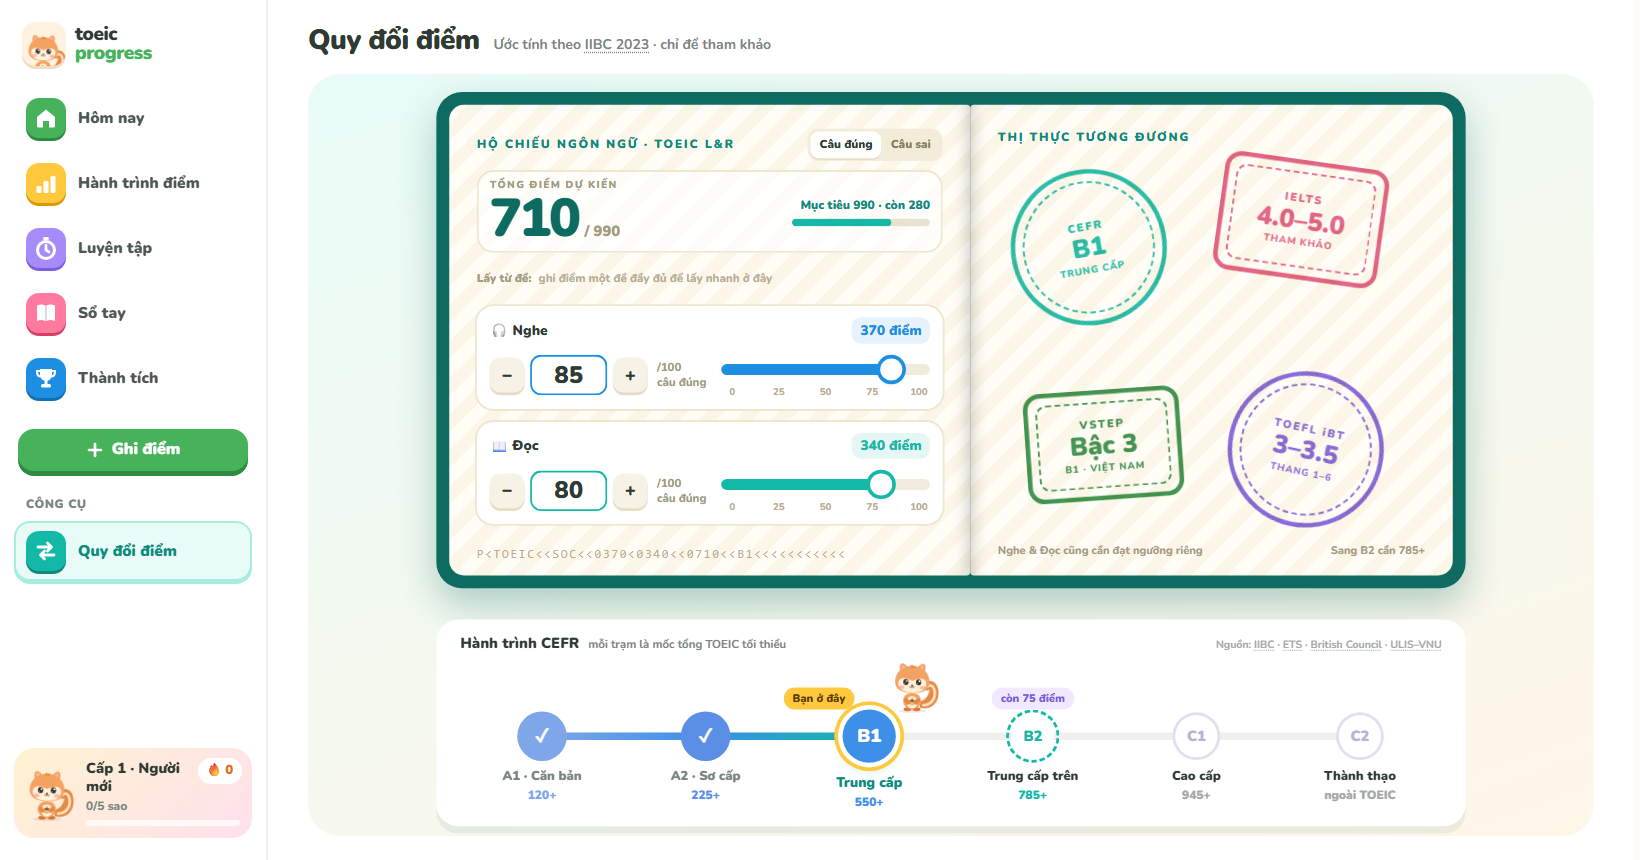 toeic
progress
Hôm nay
Hành trình điểm
Luyện tập
Sổ tay
Thành tích
+ Ghi điểm
CÔNG CỤ
Quy đổi điểm
Cấp 1 · Người mới
🔥 0
0/5 sao
Quy đổi điểm
Ước tính theo IIBC 2023 · chỉ để tham khảo
HỘ CHIẾU NGÔN NGỮ · TOEIC L&R
Câu đúng
Câu sai
TỔNG ĐIỂM DỰ KIẾN
710 / 990
Mục tiêu 990 · còn 280
Lấy từ đề: ghi điểm một đề đầy đủ để lấy nhanh ở đây
🎧 Nghe
370 điểm
− 85 +
/100
câu đúng
0 25 50 75 100
📖 Đọc
340 điểm
− 80 +
/100
câu đúng
0 25 50 75 100
P<TOEIC<<SOC<<0370<0340<<0710<<B1<<<<<<<<<<<
THỊ THỰC TƯƠNG ĐƯƠNG
CEFR
B1
TRUNG CẤP
IELTS
4.0–5.0
THAM KHẢO
VSTEP
Bậc 3
B1 · VIỆT NAM
TOEFL iBT
3–3.5
THANG 1–6
Nghe & Đọc cũng cần đạt ngưỡng riêng
Sang B2 cần 785+
Hành trình CEFR mỗi trạm là mốc tổng TOEIC tối thiểu
Nguồn: IIBC · ETS · British Council · ULIS–VNU
Bạn ở đây
còn 75 điểm
✓ ✓ B1 B2 C1 C2
A1 · Căn bản
120+
A2 · Sơ cấp
225+
Trung cấp
550+
Trung cấp trên
785+
Cao cấp
945+
Thành thạo
ngoài TOEIC